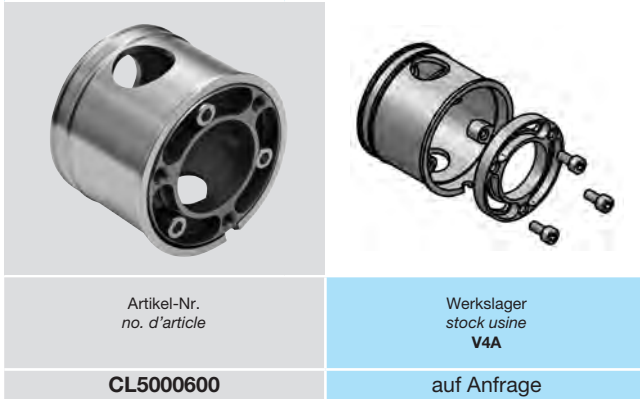 Artikel-Nr.
no. d’article
Werkslager
stock usine
V4A
CL5000600
auf Anfrage